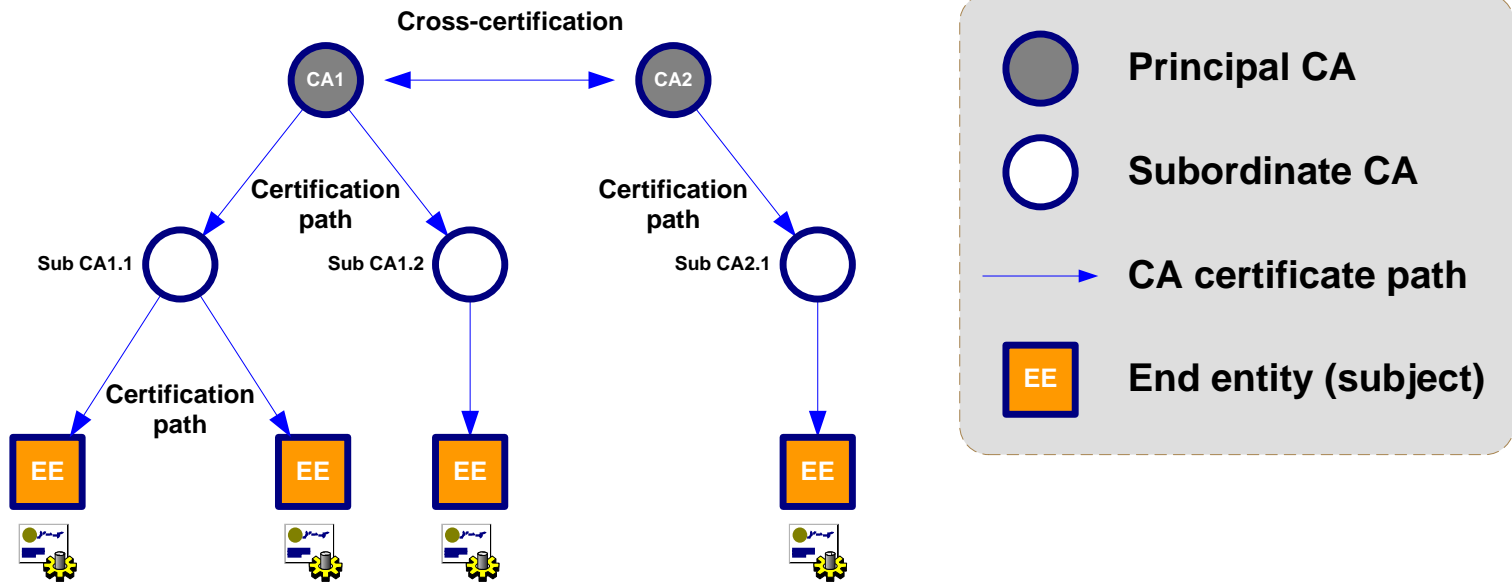 Cross-certification
CA1
CA2
Certification
path
Certification
path
Sub CA1.1
Sub CA1.2
Sub CA2.1
Certification
path
EE
EE
EE
EE
Principal CA
Subordinate CA
CA certificate path
EE
End entity (subject)